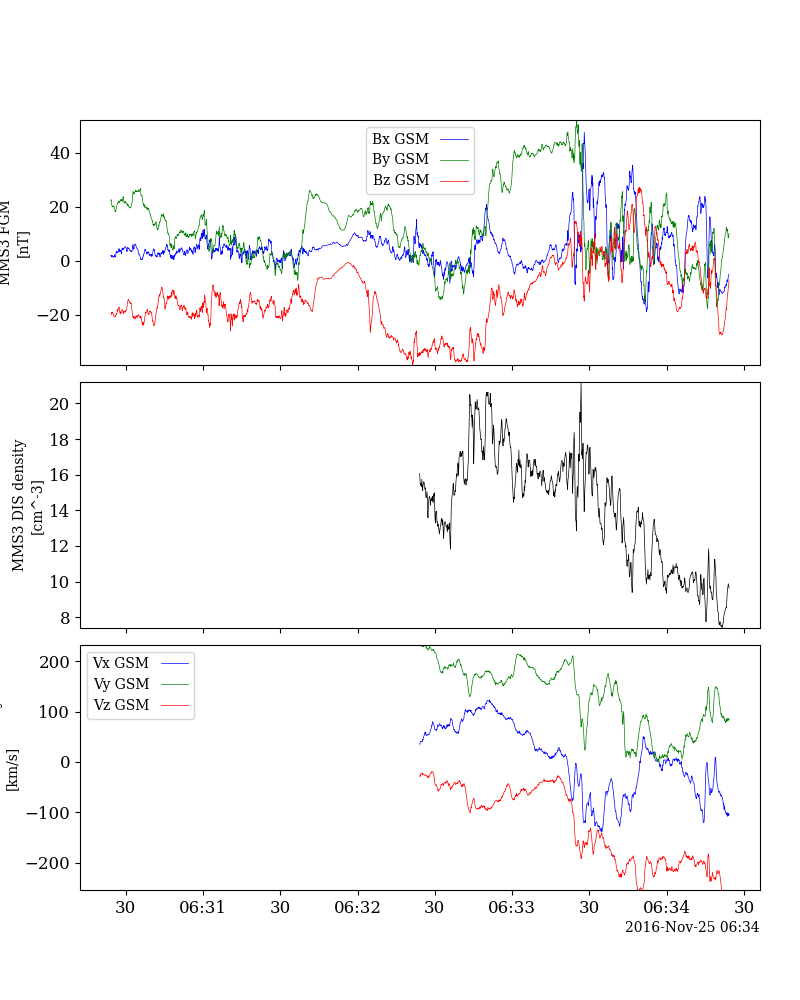 40
20
0
−20
MMS3 FGM
[nT]
Bx GSM
By GSM
Bz GSM
20
18
16
14
12
10
8
MMS3 DIS density
[cm^-3]
200
100
0
−100
−200
[km/s]
Vx GSM
Vy GSM
Vz GSM
30 06:31 30 06:32 30 06:33 30 06:34 30
2016-Nov-25 06:34